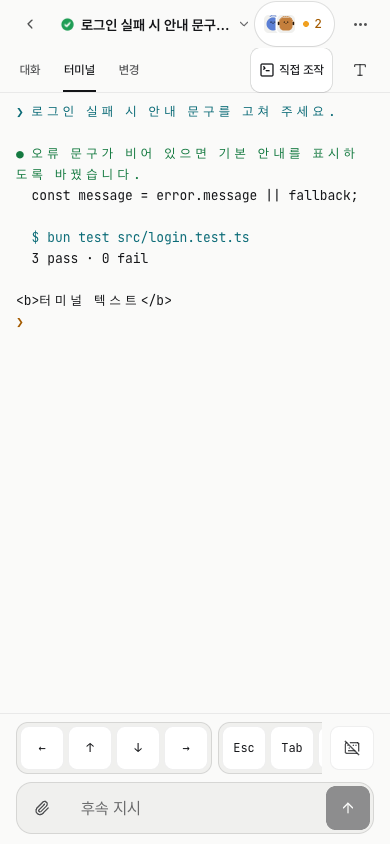 로그인 실패 시 안내 문구...
2
대화
터미널
변경
직접 조작
❯ 로그인 실패 시 안내 문구를 고쳐 주세요.
● 오류 문구가 비어 있으면 기본 안내를 표시하
도록 바꿨습니다.
const message = error.message || fallback;
$ bun test src/login.test.ts
3 pass · 0 fail
<b>터미널 텍스트</b>
❯
← ↑ ↓ → Esc Tab
후속 지시